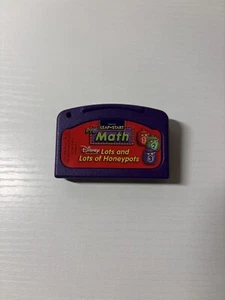 LEAP START
Math
Disney Lots and
Lots of Honeypots